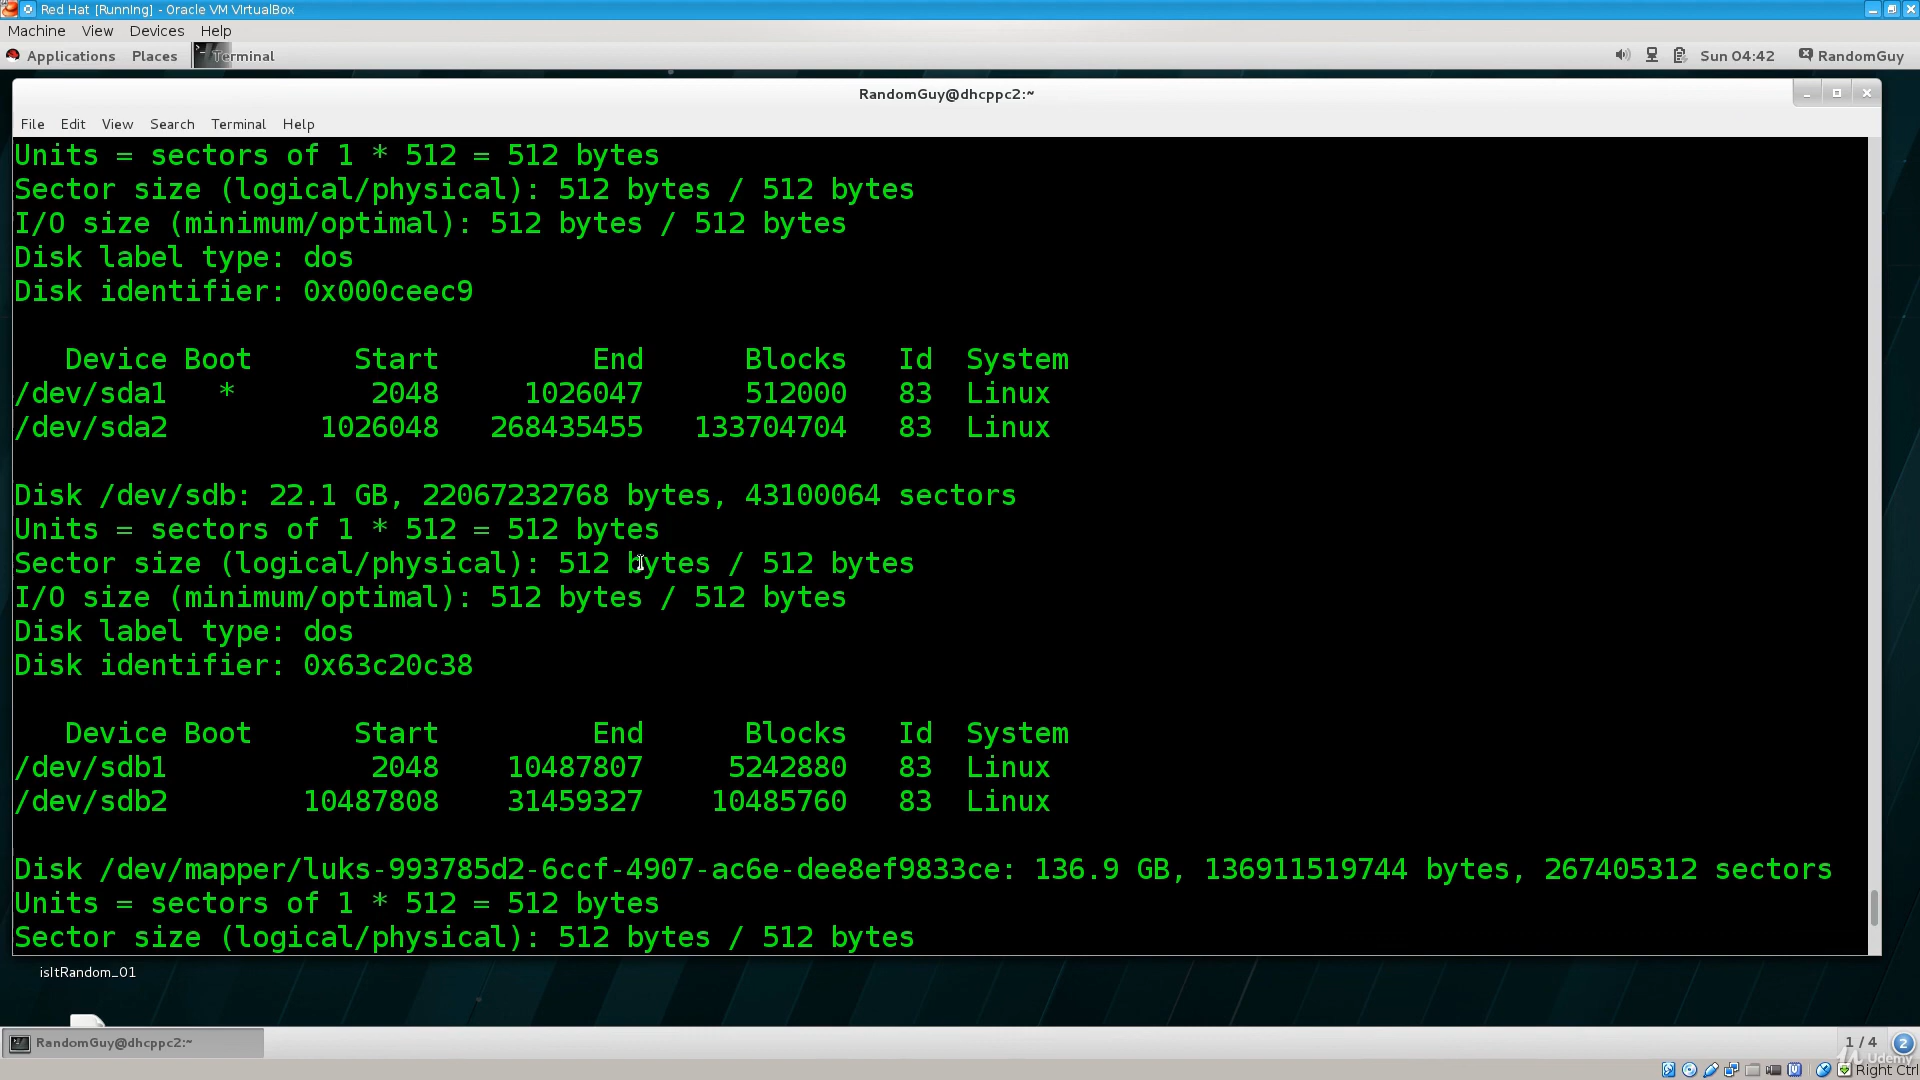 Red Hat [Running] - Oracle VM VirtualBox
Machine View Devices Help
Applications Places Terminal Sun 04:42 RandomGuy
RandomGuy@dhcppc2:~
File Edit View Search Terminal Help
Units = sectors of 1 * 512 = 512 bytes
Sector size (logical/physical): 512 bytes / 512 bytes
I/O size (minimum/optimal): 512 bytes / 512 bytes
Disk label type: dos
Disk identifier: 0x000ceec9
Device Boot Start End Blocks Id System
/dev/sda1 * 2048 1026047 512000 83 Linux
/dev/sda2 1026048 268435455 133704704 83 Linux
Disk /dev/sdb: 22.1 GB, 22067232768 bytes, 43100064 sectors
Units = sectors of 1 * 512 = 512 bytes
Sector size (logical/physical): 512 bytes / 512 bytes
I/O size (minimum/optimal): 512 bytes / 512 bytes
Disk label type: dos
Disk identifier: 0x63c20c38
Device Boot Start End Blocks Id System
/dev/sdb1 2048 10487807 5242880 83 Linux
/dev/sdb2 10487808 31459327 10485760 83 Linux
Disk /dev/mapper/luks-993785d2-6ccf-4907-ac6e-dee8ef9833ce: 136.9 GB, 136911519744 bytes, 267405312 sectors
Units = sectors of 1 * 512 = 512 bytes
Sector size (logical/physical): 512 bytes / 512 bytes
isItRandom_01
RandomGuy@dhcppc2:~ 1 / 4 2
Udemy
Right Ctrl